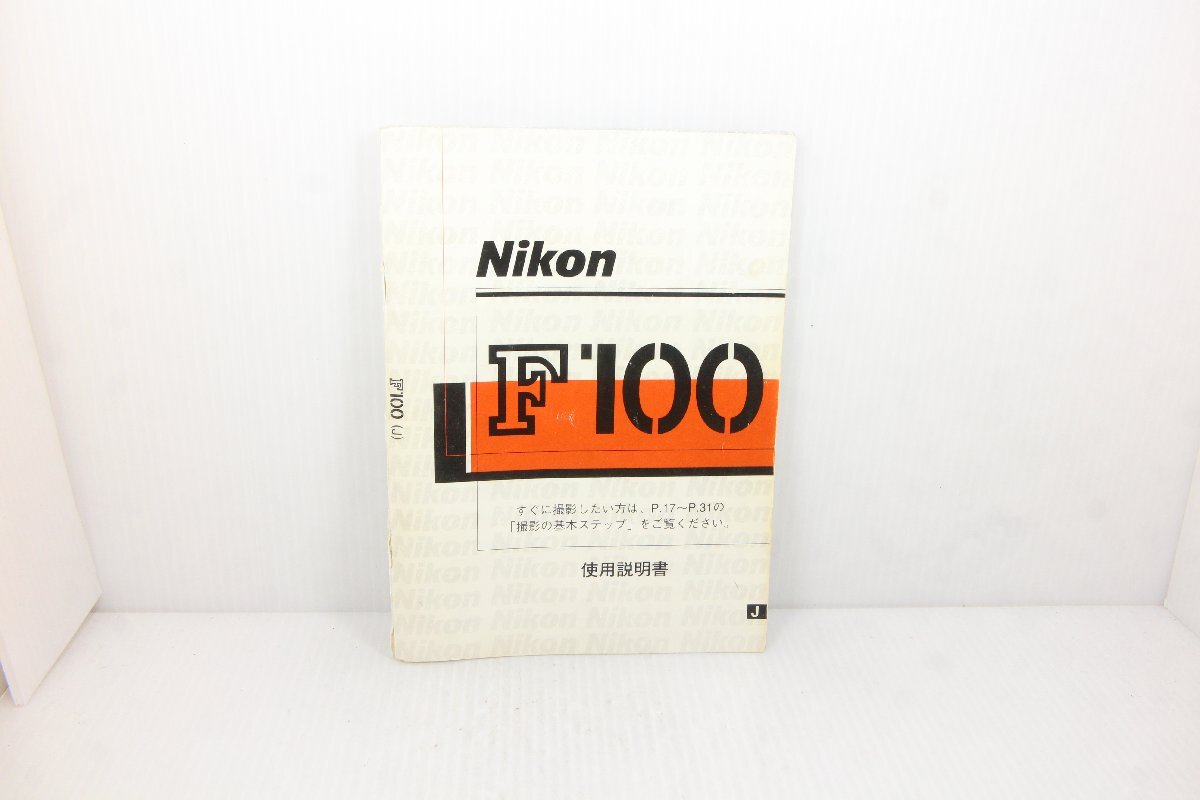 Nikon
F100
すぐに撮影したい方は、P.17〜P.31の
「撮影の基本ステップ」をご覧ください。
使用説明書
J
F100 (J)